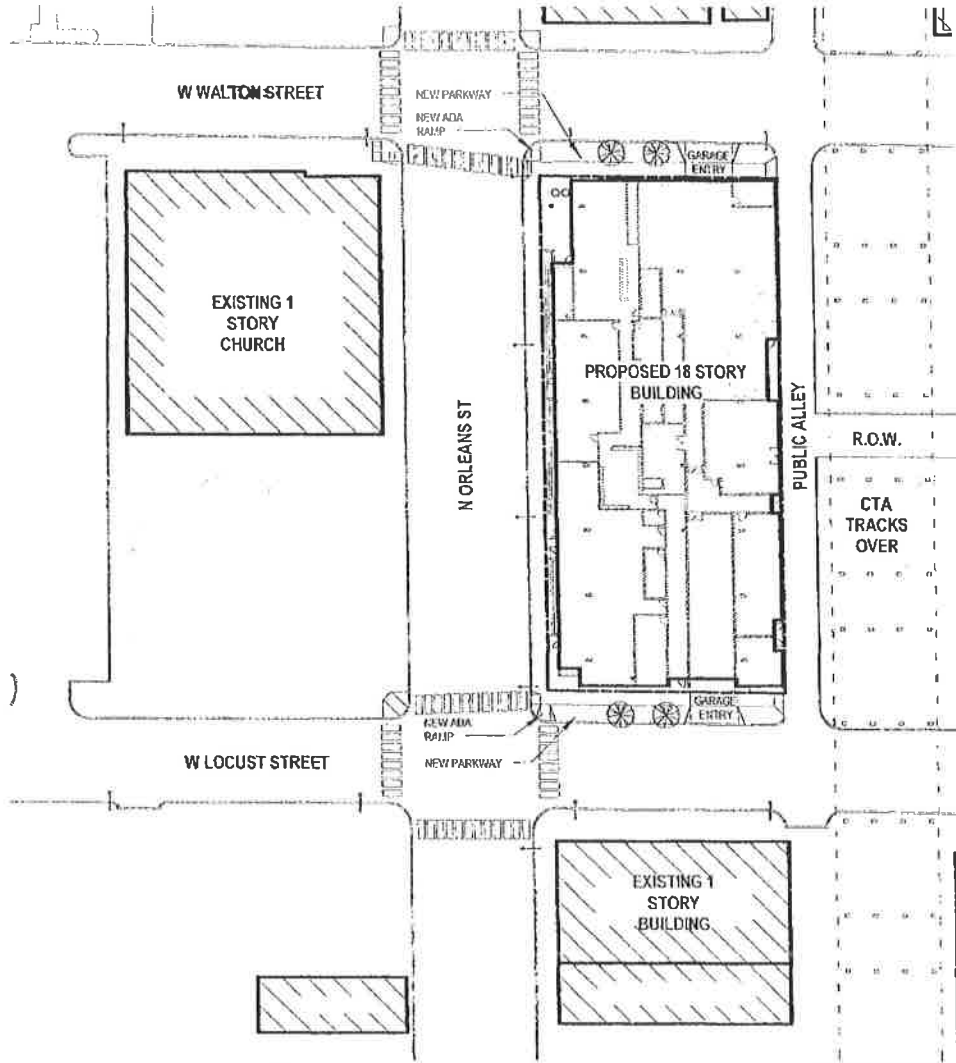 W WALTON STREET
NEW PARKWAY
NEW ADA
RAMP
GARAGE
ENTRY
EXISTING 1
STORY
CHURCH
N ORLEANS ST
PROPOSED 18 STORY
BUILDING
PUBLIC ALLEY
R.O.W.
CTA
TRACKS
OVER
GARAGE
ENTRY
NEW ADA
RAMP
NEW PARKWAY
W LOCUST STREET
EXISTING 1
STORY
BUILDING